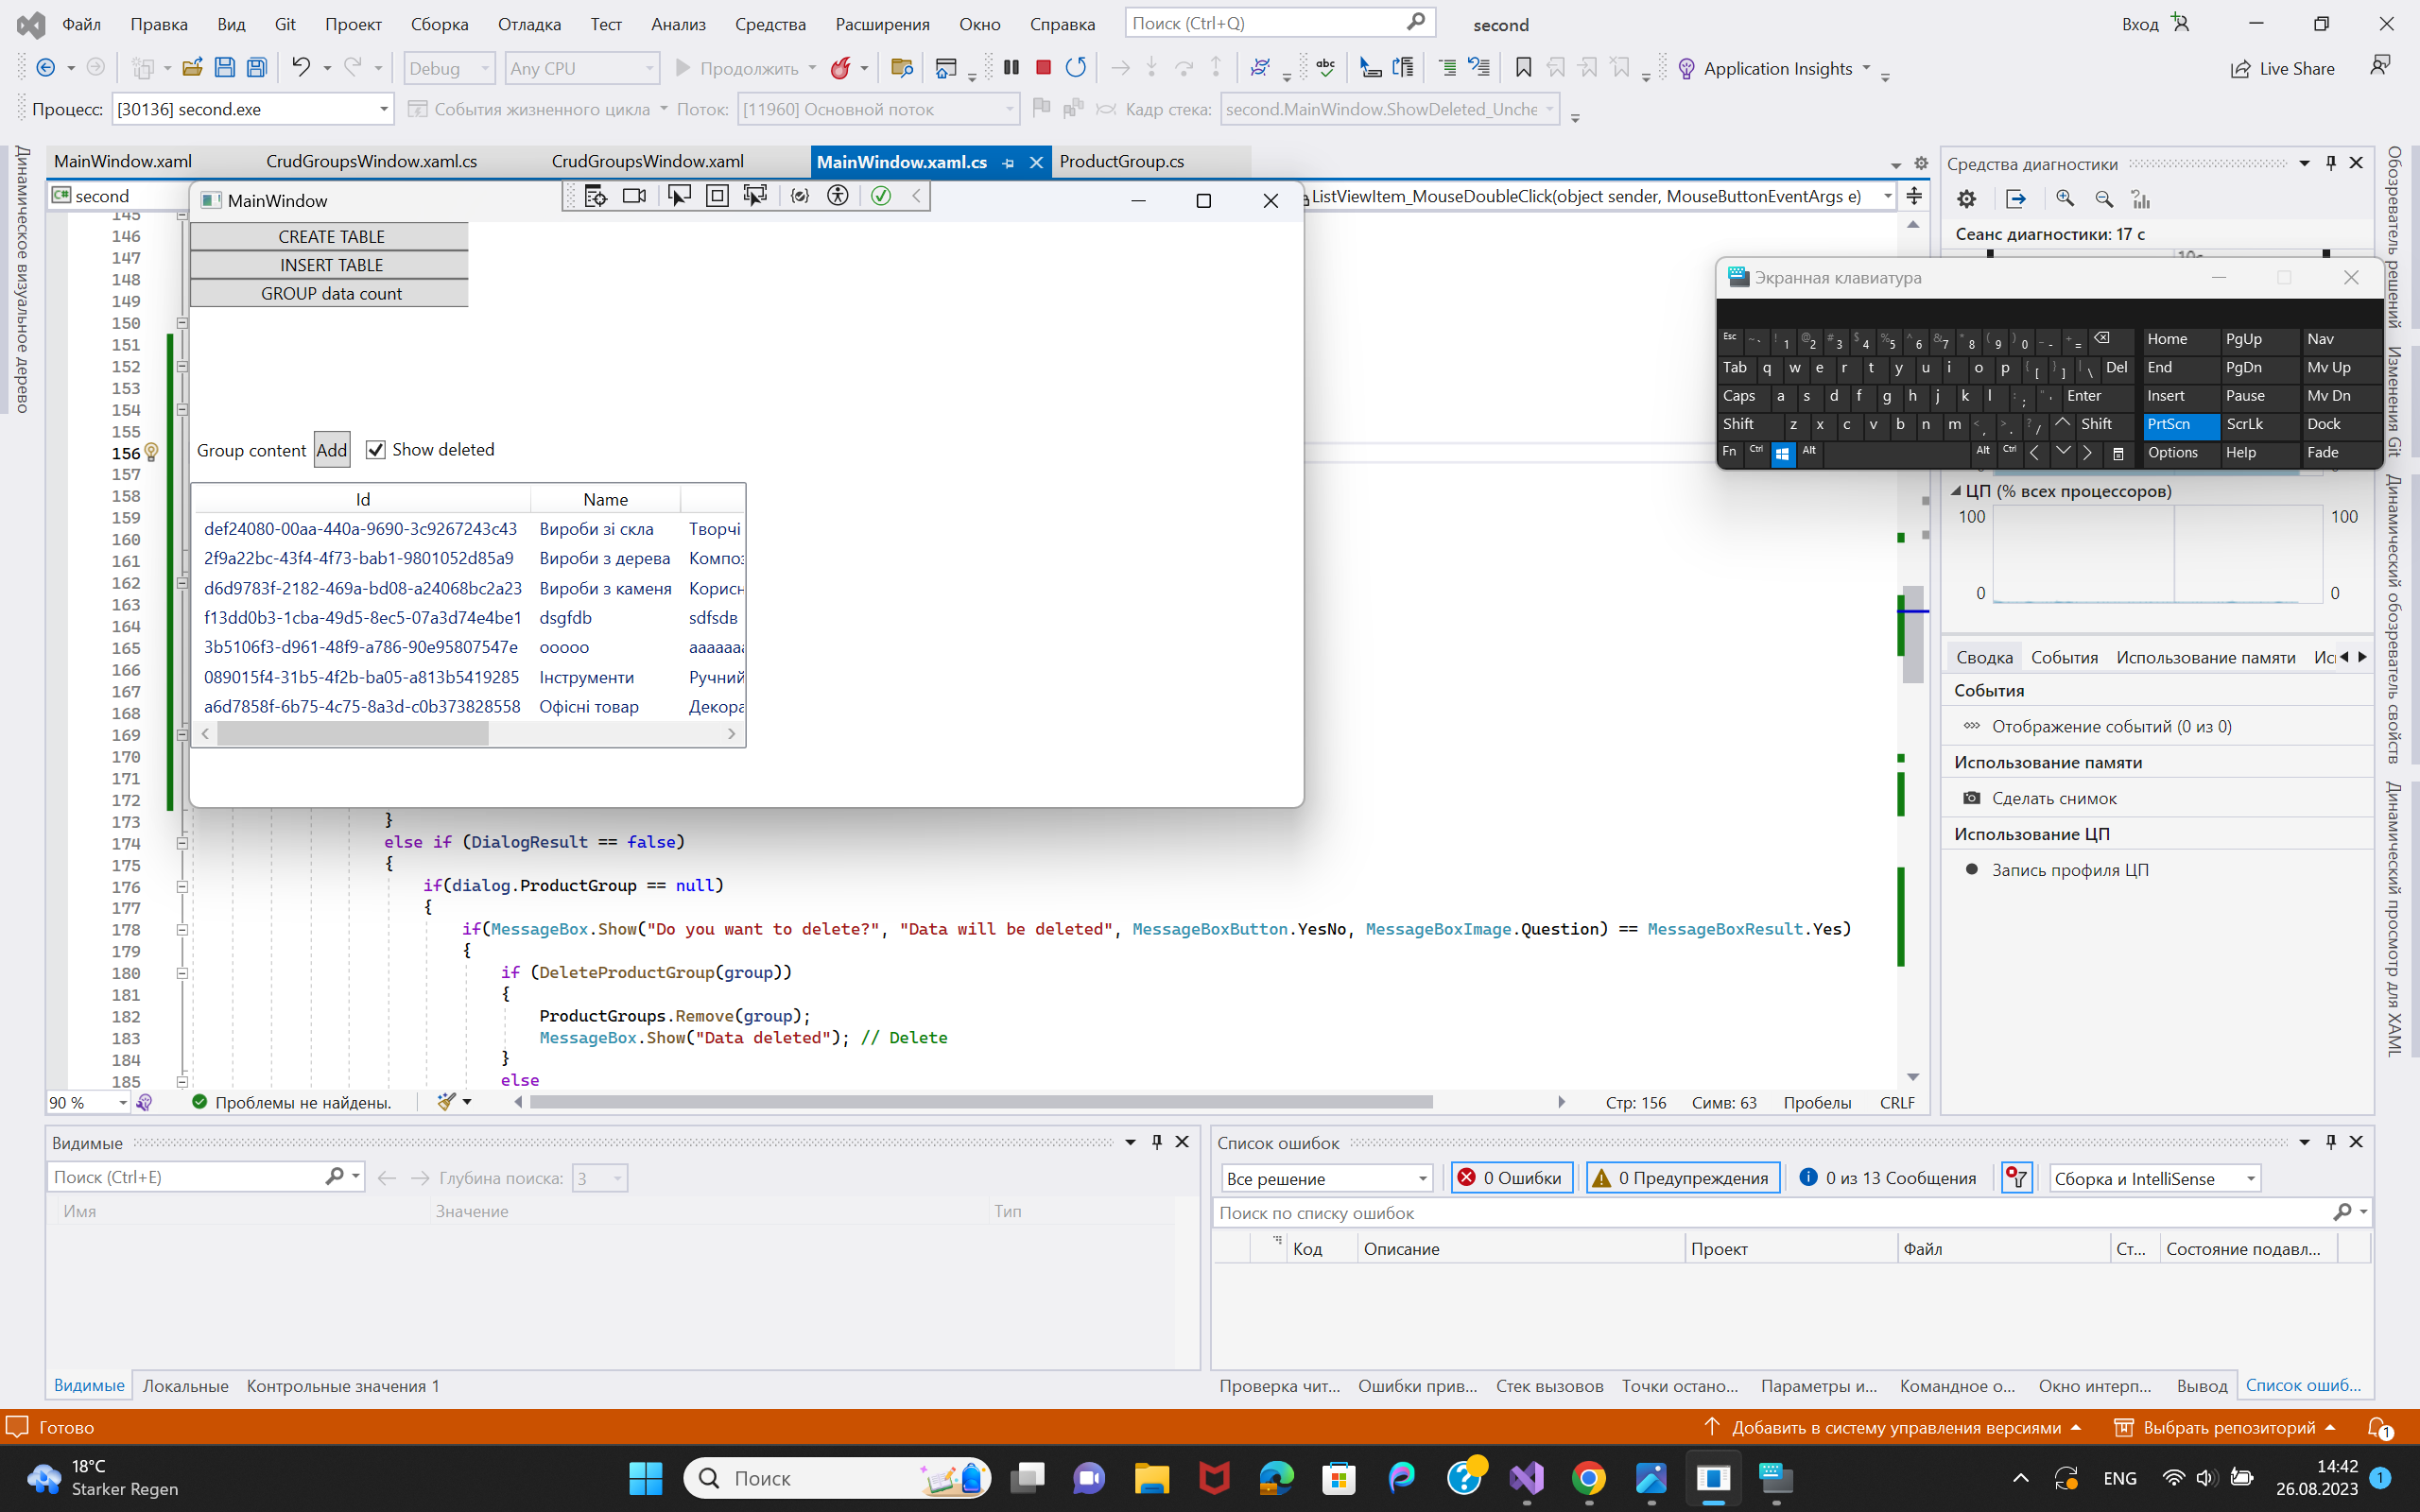 Файл Правка Вид Git Проект Сборка Отладка Тест Анализ Средства Расширения Окно Справка Поиск (Ctrl+Q) second Вход
Debug Any CPU Продолжить Application Insights Live Share
Процесс: [30136] second.exe События жизненного цикла Поток: [11960] Основной поток Кадр стека: second.MainWindow.ShowDeleted_Unche
MainWindow.xaml CrudGroupsWindow.xaml.cs CrudGroupsWindow.xaml MainWindow.xaml.cs ProductGroup.cs
second ListViewItem_MouseDoubleClick(object sender, MouseButtonEventArgs e)
Динамическое визуальное дерево
MainWindow
CREATE TABLE
INSERT TABLE
GROUP data count
Group content Add Show deleted
Id Name
def24080-00aa-440a-9690-3c9267243c43 Вироби зі скла Творчі
2f9a22bc-43f4-4f73-bab1-9801052d85a9 Вироби з дерева Композ
d6d9783f-2182-469a-bd08-a24068bc2a23 Вироби з каменя Корисн
f13dd0b3-1cba-49d5-8ec5-07a3d74e4be1 dsgfdb sdfsdb
3b5106f3-d961-48f9-a786-90e95807547e ooooo aaaaaaa
089015f4-31b5-4f2b-ba05-a813b5419285 Інструменти Ручний
a6d7858f-6b75-4c75-8a3d-c0b373828558 Офісні товар Декора
145
146
147
148
149
150
151
152
153
154
155
156
157
158
159
160
161
162
163
164
165
166
167
168
169
170
171
172
173 }
174 else if (DialogResult == false)
175 {
176 if(dialog.ProductGroup == null)
177 {
178 if(MessageBox.Show("Do you want to delete?", "Data will be deleted", MessageBoxButton.YesNo, MessageBoxImage.Question) == MessageBoxResult.Yes)
179 {
180 if (DeleteProductGroup(group))
181 {
182 ProductGroups.Remove(group);
183 MessageBox.Show("Data deleted"); // Delete
184 }
185 else
90 % Проблемы не найдены. Стр: 156 Симв: 63 Пробелы CRLF
Средства диагностики
Сеанс диагностики: 17 с
Экранная клавиатура
Esc ~ ` ! 1 @ 2 # 3 $ 4 % 5 ^ 6 & 7 * 8 ( 9 ) 0 _ - + = Home PgUp Nav
Tab q w e r t y u i o p { [ } ] | \ Del End PgDn Mv Up
Caps a s d f g h j k l : ; " ' Enter Insert Pause Mv Dn
Shift z x c v b n m < , > . ? / Shift PrtScn ScrLk Dock
Fn Ctrl Alt Alt Ctrl Options Help Fade
ЦП (% всех процессоров)
100 100
0 0
Сводка События Использование памяти Ис
События
Отображение событий (0 из 0)
Использование памяти
Сделать снимок
Использование ЦП
Запись профиля ЦП
Обозреватель решений
Изменения Git
Динамический обозреватель свойств
Динамический просмотр для XAML
Видимые
Поиск (Ctrl+E) Глубина поиска: 3
Имя Значение Тип
Видимые Локальные Контрольные значения 1
Список ошибок
Все решение 0 Ошибки 0 Предупреждения 0 из 13 Сообщения Сборка и IntelliSense
Поиск по списку ошибок
Код Описание Проект Файл Ст... Состояние подавл...
Проверка чит... Ошибки прив... Стек вызовов Точки остано... Параметры и... Командное о... Окно интерп... Вывод Список ошиб...
Готово Добавить в систему управления версиями Выбрать репозиторий 1
18°C
Starker Regen
Поиск
ENG
14:42
26.08.2023
1